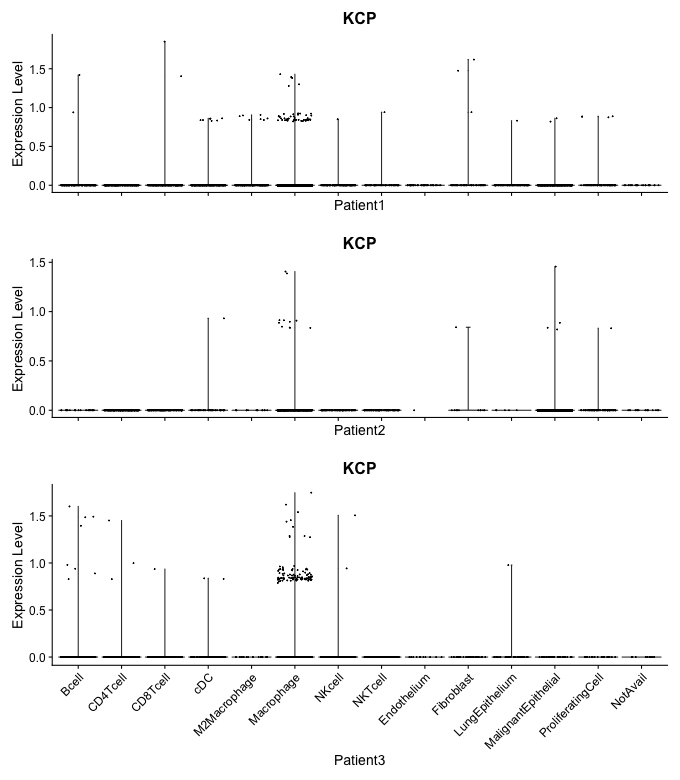 KCP
Expression Level
1.5
1.0
0.5
0.0
Patient1
KCP
Expression Level
1.5
1.0
0.5
0.0
Patient2
KCP
Expression Level
1.5
1.0
0.5
0.0
Bcell
CD4Tcell
CD8Tcell
cDC
M2Macrophage
Macrophage
NKcell
NKTcell
Endothelium
Fibroblast
LungEpithelium
MalignantEpithelial
ProliferatingCell
NotAvail
Patient3